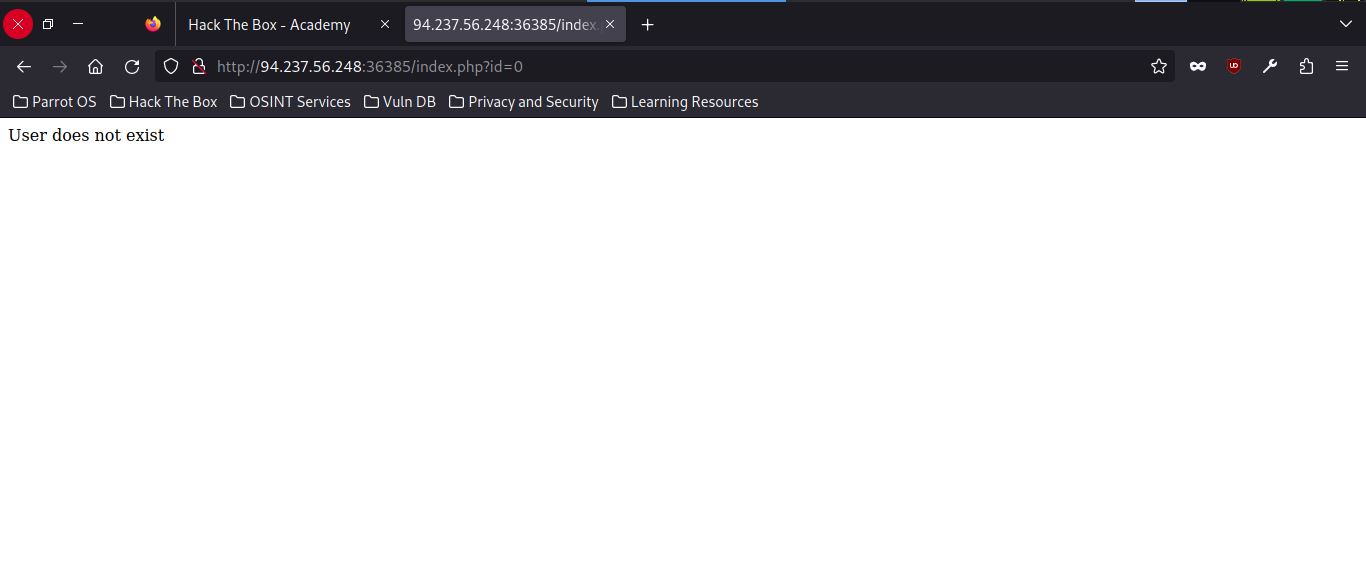 Hack The Box - Academy
94.237.56.248:36385/index.
http://94.237.56.248:36385/index.php?id=0
Parrot OS Hack The Box OSINT Services Vuln DB Privacy and Security Learning Resources
User does not exist